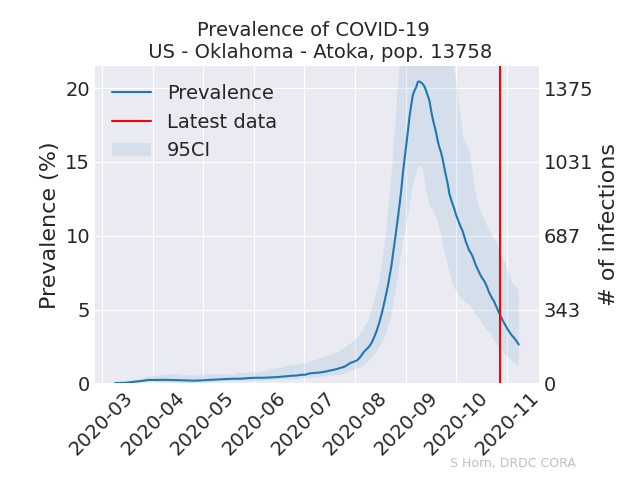 Prevalence of COVID-19
US - Oklahoma - Atoka, pop. 13758
Prevalence
Latest data
95CI
Prevalence (%)
20
15
10
5
0
1375
1031
687
343
0
# of infections
2020-03
2020-04
2020-05
2020-06
2020-07
2020-08
2020-09
2020-10
2020-11
S Horn, DRDC CORA